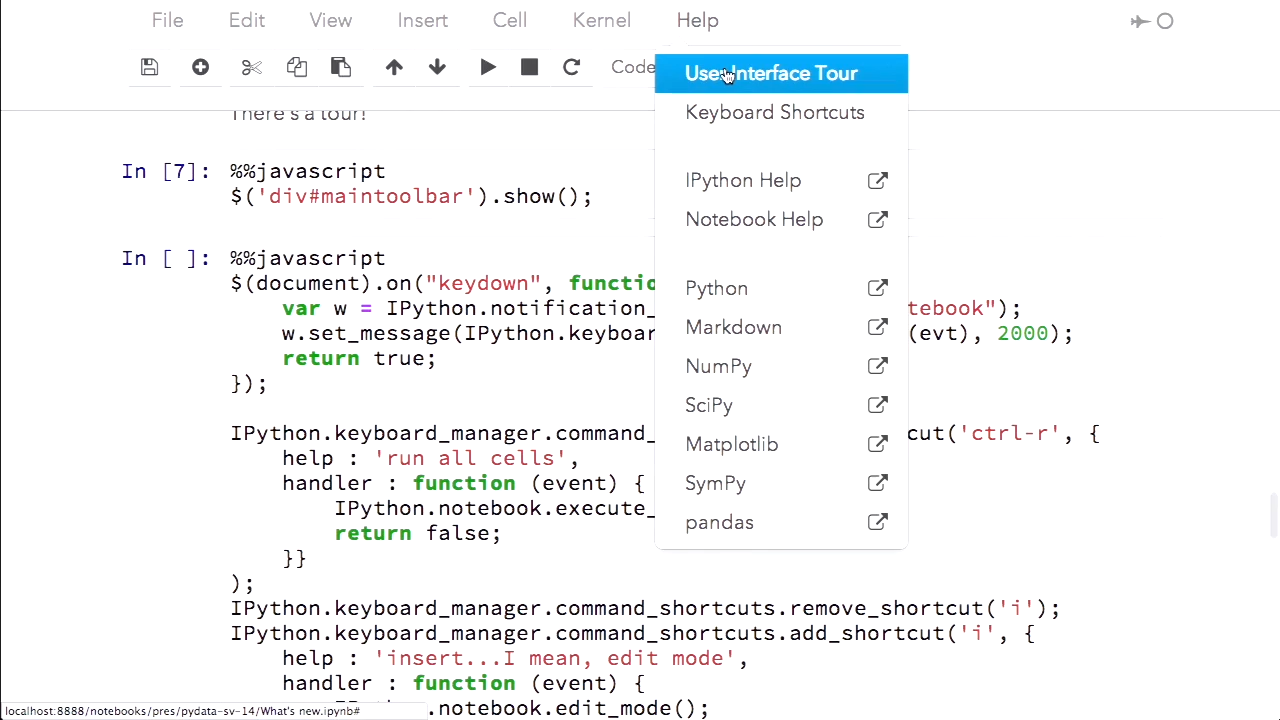 File Edit View Insert Cell Kernel Help
Code
User Interface Tour
Keyboard Shortcuts
IPython Help
Notebook Help
Python
Markdown
NumPy
SciPy
Matplotlib
SymPy
pandas
There's a tour!
In [7]: %%javascript
$('div#maintoolbar').show();
In [ ]: %%javascript
$(document).on("keydown", functio
var w = IPython.notification_ tebook");
w.set_message(IPython.keyboar (evt), 2000);
return true;
});
IPython.keyboard_manager.command_ cut('ctrl-r', {
help : 'run all cells',
handler : function (event) {
IPython.notebook.execute_
return false;
}}
);
IPython.keyboard_manager.command_shortcuts.remove_shortcut('i');
IPython.keyboard_manager.command_shortcuts.add_shortcut('i', {
help : 'insert...I mean, edit mode',
handler : function (event) {
.notebook.edit_mode();
localhost:8888/notebooks/pres/pydata-sv-14/What's new.ipynb#